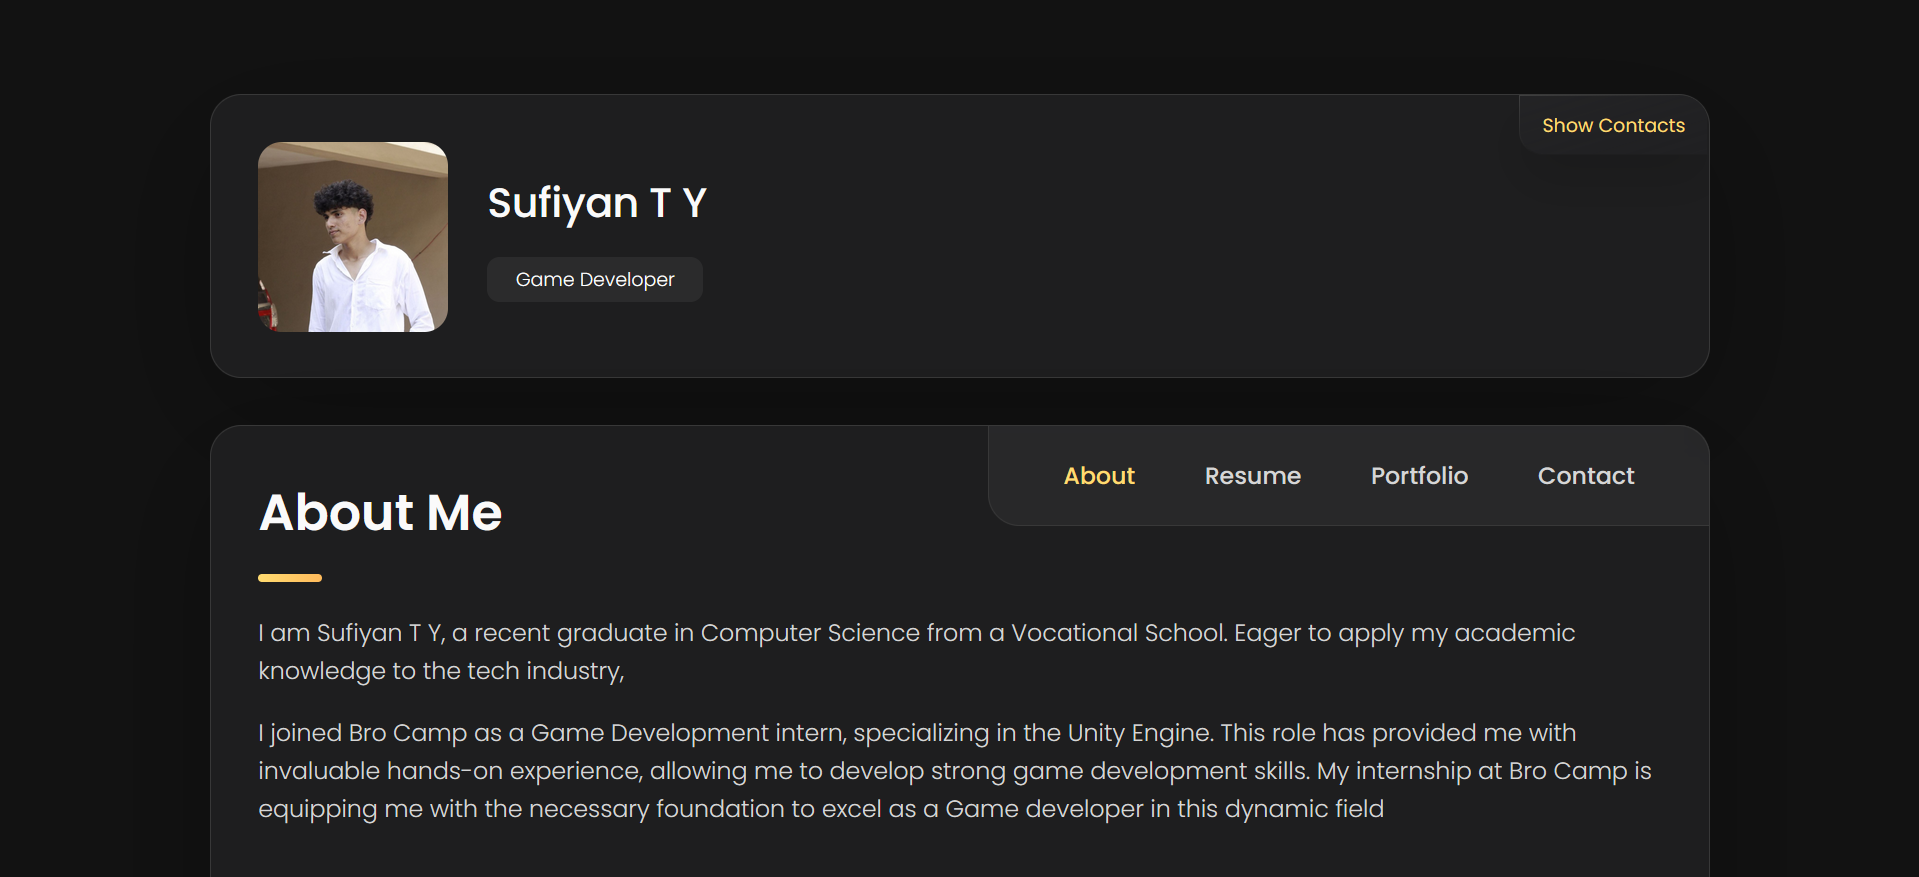 Show Contacts
Sufiyan T Y
Game Developer
About Resume Portfolio Contact
About Me
I am Sufiyan T Y, a recent graduate in Computer Science from a Vocational School. Eager to apply my academic
knowledge to the tech industry,
I joined Bro Camp as a Game Development intern, specializing in the Unity Engine. This role has provided me with
invaluable hands-on experience, allowing me to develop strong game development skills. My internship at Bro Camp is
equipping me with the necessary foundation to excel as a Game developer in this dynamic field